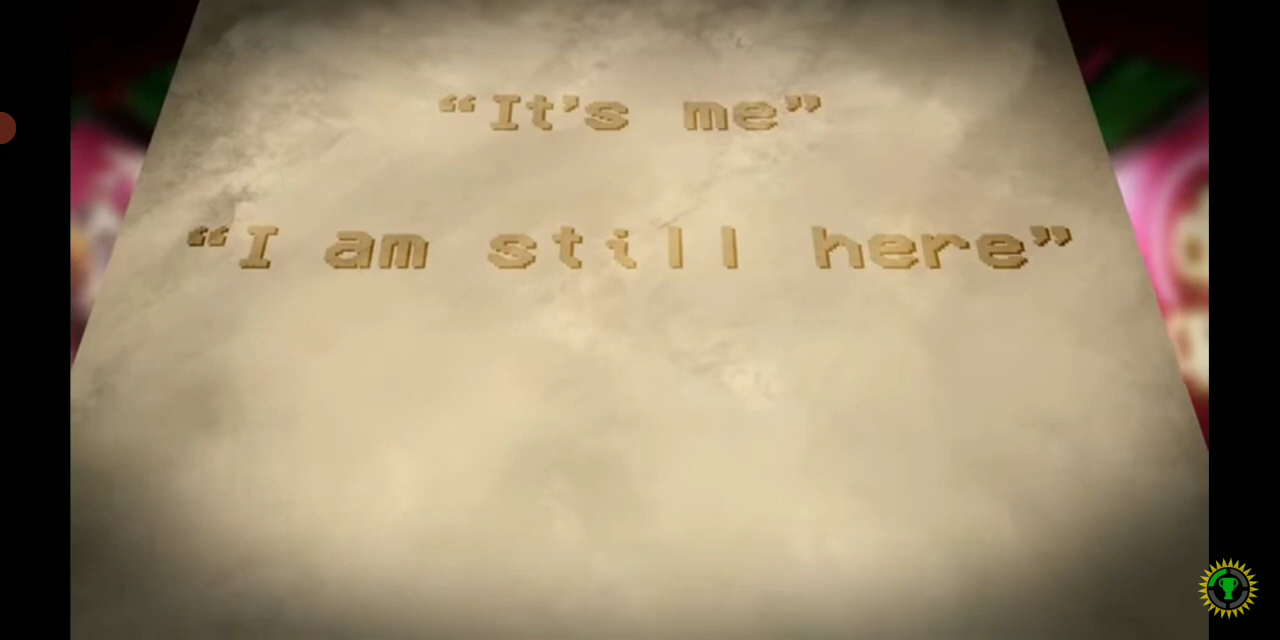 “It’s me”
“I am still here”